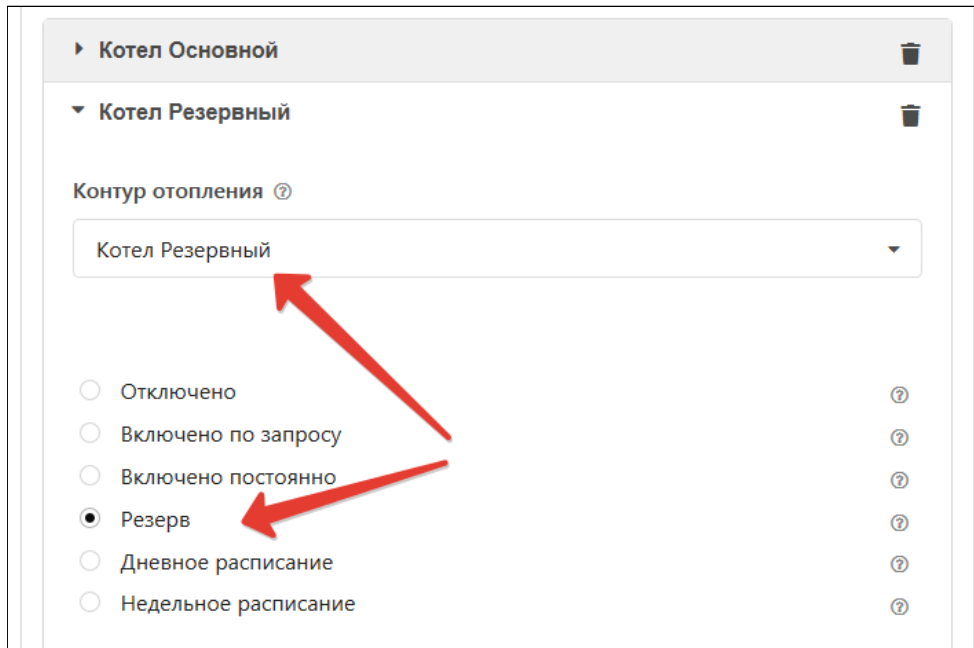 Котел Основной
Котел Резервный
Контур отопления
Котел Резервный
Отключено
Включено по запросу
Включено постоянно
Резерв
Дневное расписание
Недельное расписание